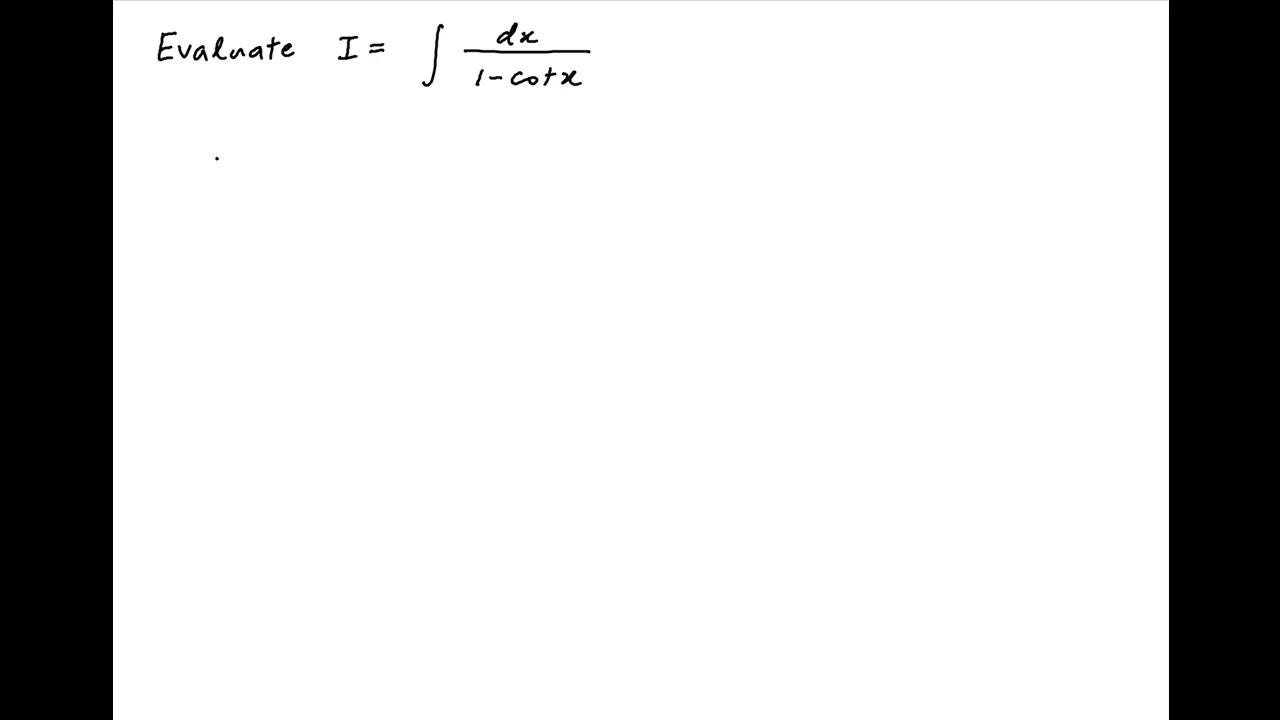 Evaluate I = ∫ dx / (1 - cot x)